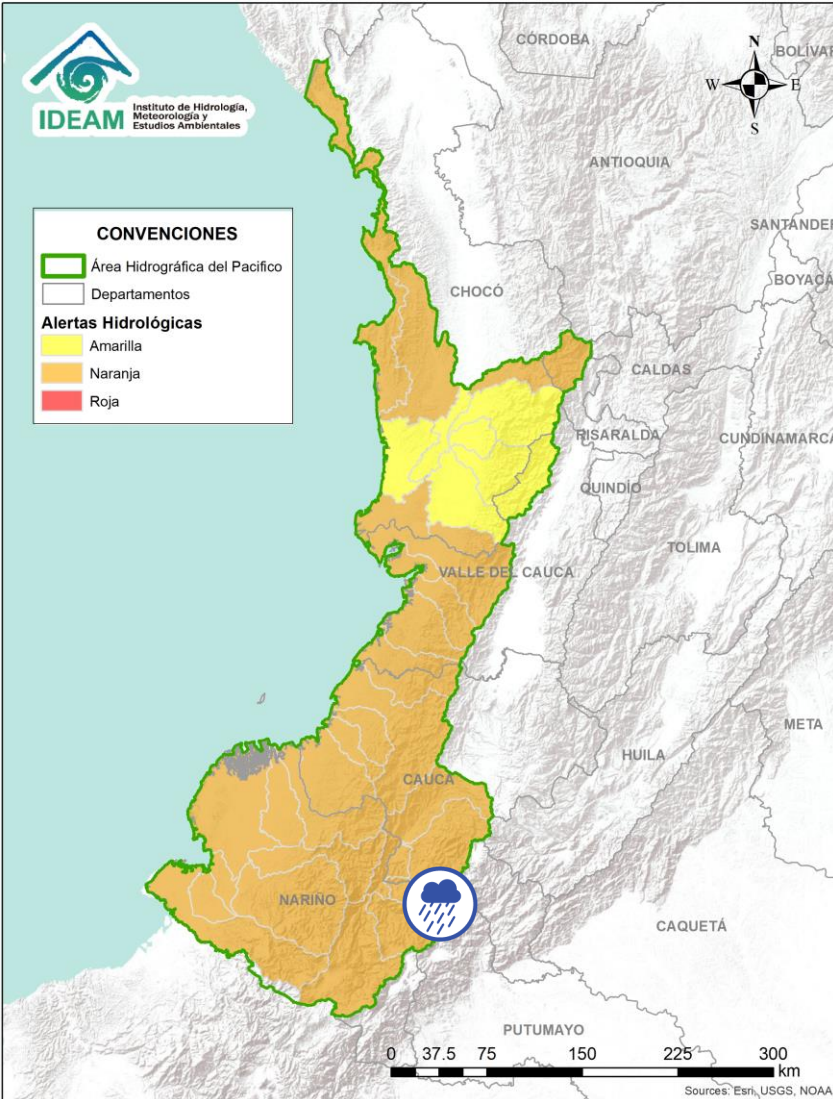 IDEAM
Instituto de Hidrología,
Meteorología y
Estudios Ambientales
N
W
E
S
CONVENCIONES
Área Hidrográfica del Pacifico
Departamentos
Alertas Hidrológicas
Amarilla
Naranja
Roja
CÓRDOBA
BOLÍVAR
ANTIOQUIA
SANTANDER
BOYACÁ
CHOCÓ
CALDAS
RISARALDA
CUNDINAMARCA
QUINDÍO
TOLIMA
VALLE DEL CAUCA
META
HUILA
CAUCA
NARIÑO
CAQUETÁ
PUTUMAYO
0 37.5 75 150 225 300
km
Sources: Esri, USGS, NOAA